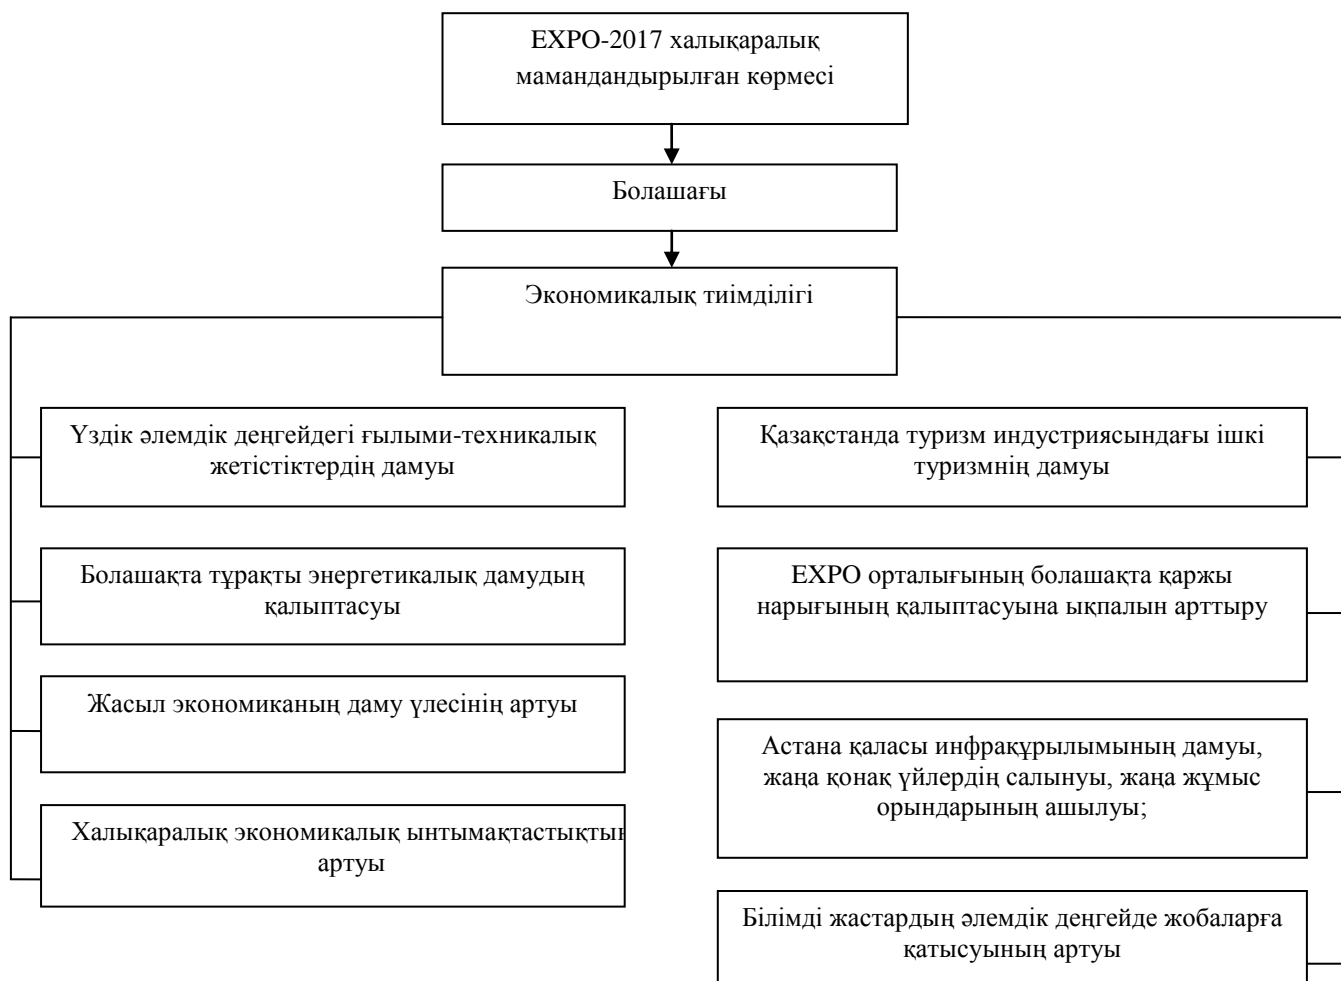 EXPO-2017 халықаралық
мамандандырылған көрмесі
Болашағы
Экономикалық тиімділігі
Үздік әлемдік деңгейдегі ғылыми-техникалық
жетістіктердің дамуы
Болашақта тұрақты энергетикалық дамудың
қалыптасуы
Жасыл экономиканың даму үлесінің артуы
Халықаралық экономикалық ынтымақтастықтың
артуы
Қазақстанда туризм индустриясындағы ішкі
туризмнің дамуы
EXPO орталығының болашақта қаржы
нарығының қалыптасуына ықпалын арттыру
Астана қаласы инфрақұрылымының дамуы,
жаңа қонақ үйлердің салынуы, жаңа жұмыс
орындарының ашылуы;
Білімді жастардың әлемдік деңгейде жобаларға
қатысуының артуы